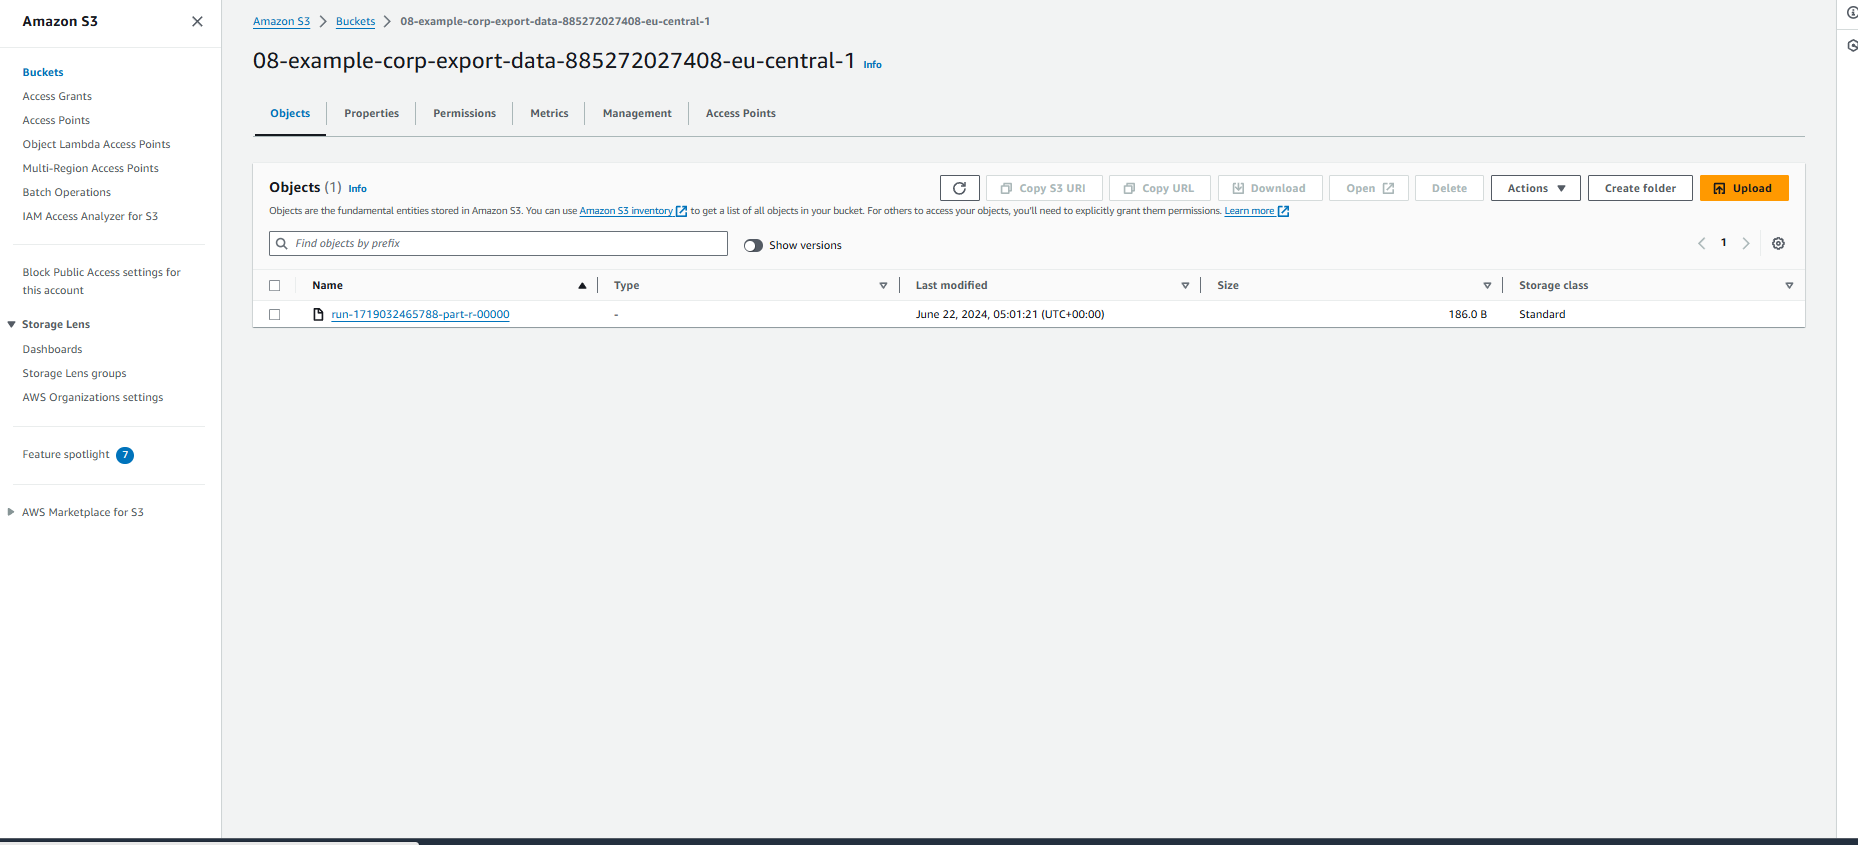 Amazon S3
Buckets
Access Grants
Access Points
Object Lambda Access Points
Multi-Region Access Points
Batch Operations
IAM Access Analyzer for S3
Block Public Access settings for
this account
Storage Lens
Dashboards
Storage Lens groups
AWS Organizations settings
Feature spotlight 7
AWS Marketplace for S3
Amazon S3 Buckets 08-example-corp-export-data-885272027408-eu-central-1
08-example-corp-export-data-885272027408-eu-central-1 Info
Objects Properties Permissions Metrics Management Access Points
Objects (1) Info Copy S3 URI Copy URL Download Open Delete Actions Create folder Upload
Objects are the fundamental entities stored in Amazon S3. You can use Amazon S3 inventory to get a list of all objects in your bucket. For others to access your objects, you'll need to explicitly grant them permissions. Learn more
Find objects by prefix Show versions 1
Name Type Last modified Size Storage class
run-1719032465788-part-r-00000 - June 22, 2024, 05:01:21 (UTC+00:00) 186.0 B Standard